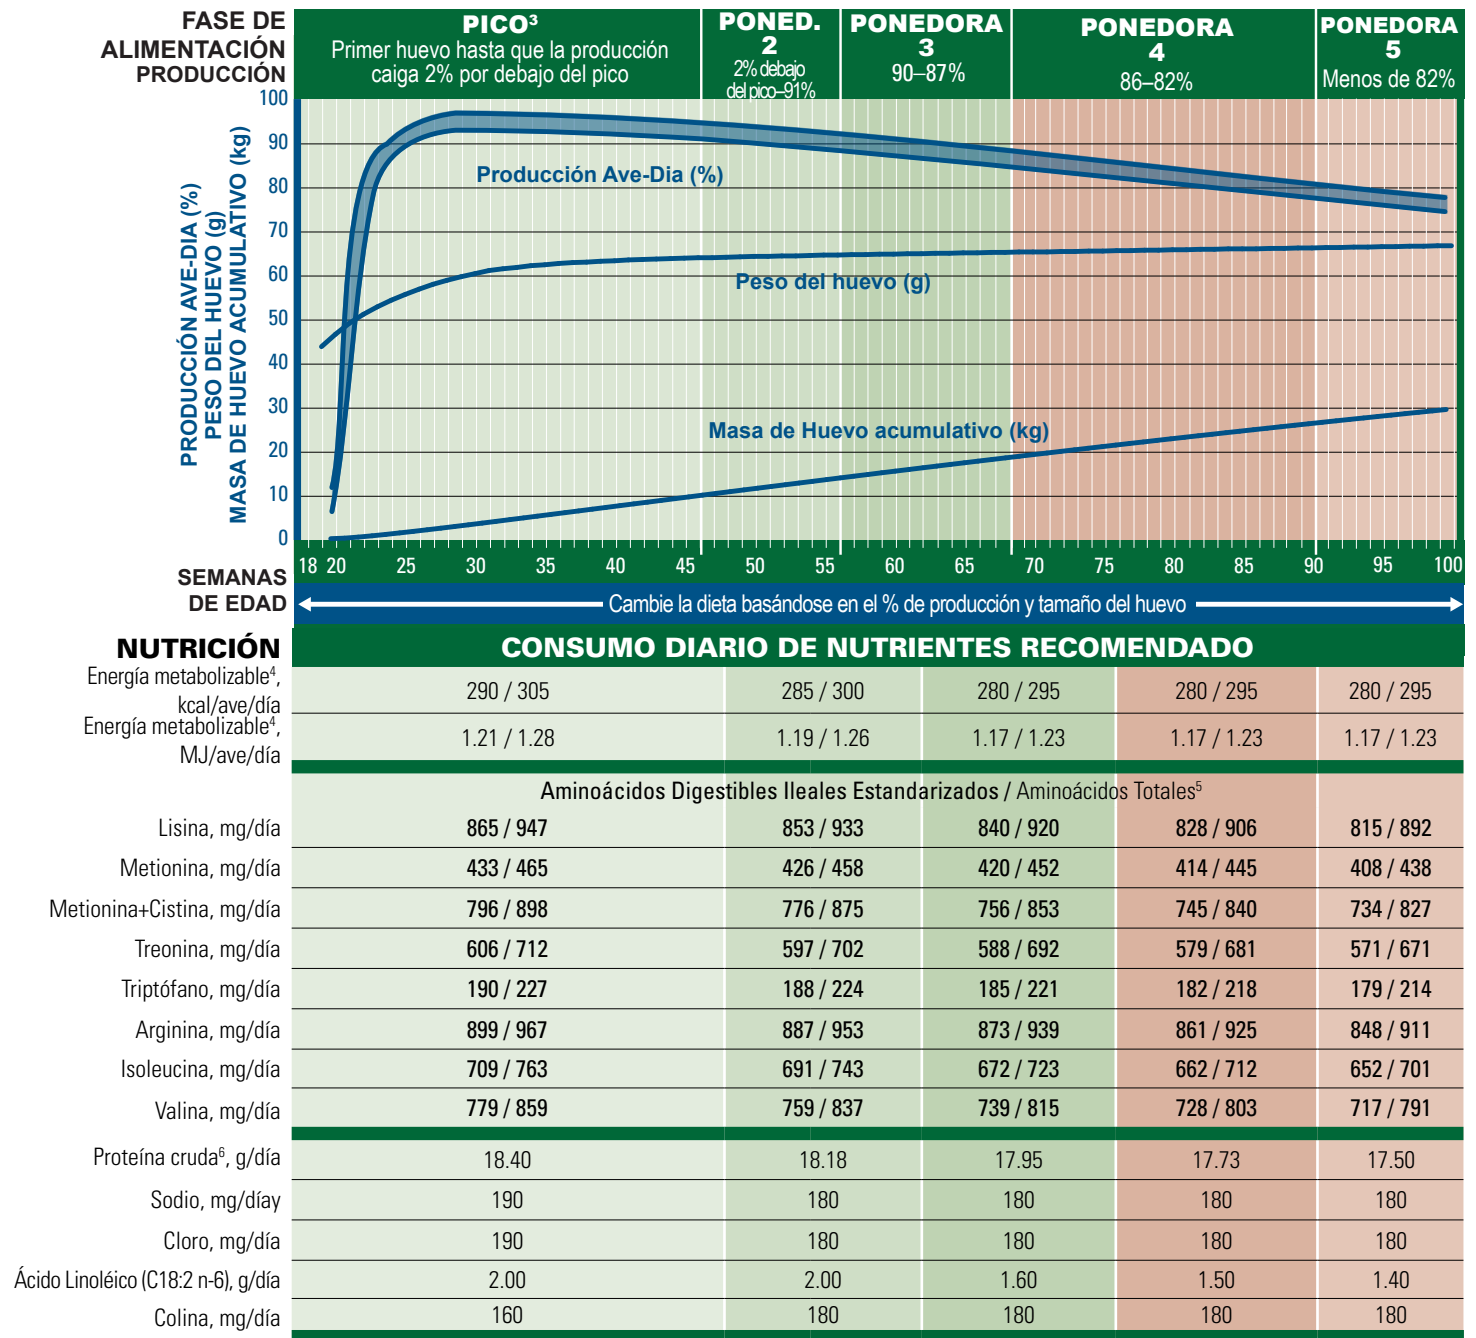 FASE DE
ALIMENTACIÓN
PRODUCCIÓN
PICO³
Primer huevo hasta que la producción
caiga 2% por debajo del pico
PONED.
2
2% debajo
del pico–91%
PONEDORA
3
90–87%
PONEDORA
4
86–82%
PONEDORA
5
Menos de 82%
PRODUCCIÓN AVE-DIA (%)
PESO DEL HUEVO (g)
MASA DE HUEVO ACUMULATIVO (kg)
100
90
80
70
60
50
40
30
20
10
0
Producción Ave-Dia (%)
Peso del huevo (g)
Masa de Huevo acumulativo (kg)
SEMANAS
DE EDAD
18 20 25 30 35 40 45 50 55 60 65 70 75 80 85 90 95 100
Cambie la dieta basándose en el % de producción y tamaño del huevo
NUTRICIÓN CONSUMO DIARIO DE NUTRIENTES RECOMENDADO
Energía metabolizable⁴,
kcal/ave/día 290 / 305 285 / 300 280 / 295 280 / 295 280 / 295
Energía metabolizable⁴,
MJ/ave/día 1.21 / 1.28 1.19 / 1.26 1.17 / 1.23 1.17 / 1.23 1.17 / 1.23
Aminoácidos Digestibles Ileales Estandarizados / Aminoácidos Totales⁵
Lisina, mg/día 865 / 947 853 / 933 840 / 920 828 / 906 815 / 892
Metionina, mg/día 433 / 465 426 / 458 420 / 452 414 / 445 408 / 438
Metionina+Cistina, mg/día 796 / 898 776 / 875 756 / 853 745 / 840 734 / 827
Treonina, mg/día 606 / 712 597 / 702 588 / 692 579 / 681 571 / 671
Triptófano, mg/día 190 / 227 188 / 224 185 / 221 182 / 218 179 / 214
Arginina, mg/día 899 / 967 887 / 953 873 / 939 861 / 925 848 / 911
Isoleucina, mg/día 709 / 763 691 / 743 672 / 723 662 / 712 652 / 701
Valina, mg/día 779 / 859 759 / 837 739 / 815 728 / 803 717 / 791
Proteína cruda⁶, g/día 18.40 18.18 17.95 17.73 17.50
Sodio, mg/díay 190 180 180 180 180
Cloro, mg/día 190 180 180 180 180
Ácido Linoléico (C18:2 n-6), g/día 2.00 2.00 1.60 1.50 1.40
Colina, mg/día 160 180 180 180 180